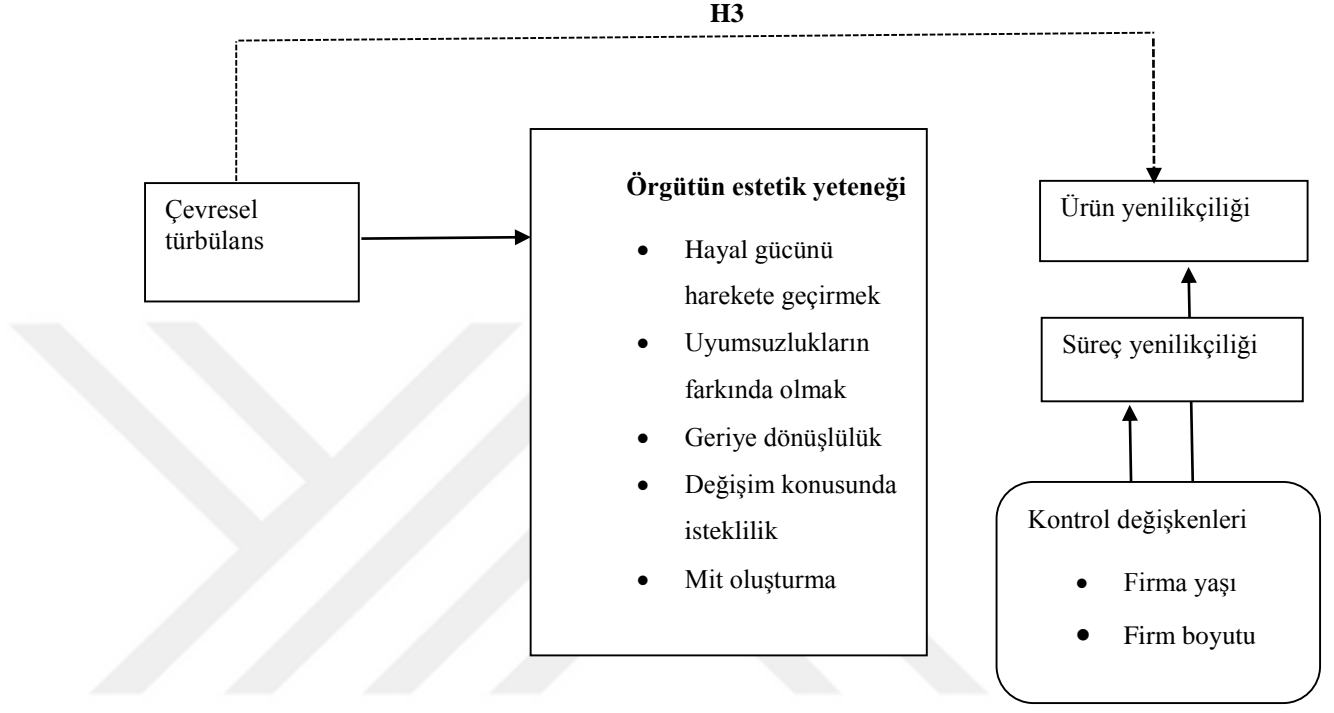 H3
Çevresel
türbülans
Örgütün estetik yeteneği
• Hayal gücünü
harekete geçirmek
• Uyumsuzlukların
farkında olmak
• Geriye dönüşlülük
• Değişim konusunda
isteklilik
• Mit oluşturma
Ürün yenilikçiliği
Süreç yenilikçiliği
Kontrol değişkenleri
• Firma yaşı
• Firm boyutu